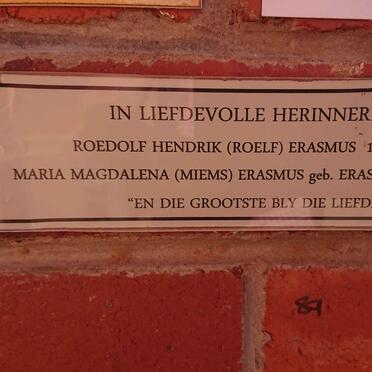 IN LIEFDEVOLLE HERINNER
ROEDOLF HENDRIK (ROELF) ERASMUS 1
MARIA MAGDALENA (MIEMS) ERASMUS geb. ERAS
"EN DIE GROOTSTE BLY DIE LIEFD